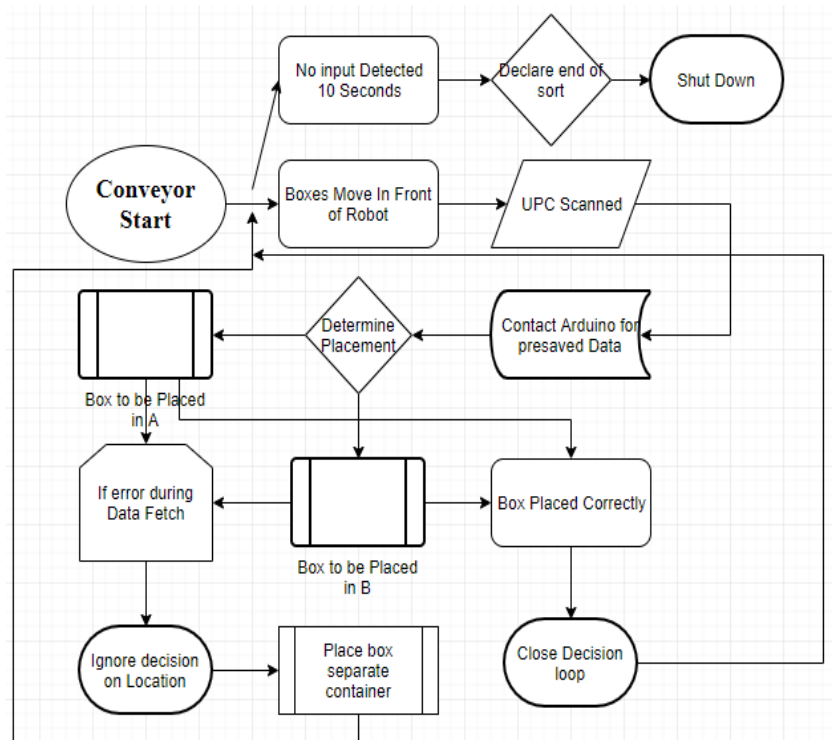 No input Detected
10 Seconds
Declare end of
sort
Shut Down
Conveyor
Start
Boxes Move In Front
of Robot
UPC Scanned
Determine
Placement
Contact Arduino for
presaved Data
Box to be Placed
in A
If error during
Data Fetch
Box Placed Correctly
Box to be Placed
in B
Ignore decision
on Location
Place box
separate
container
Close Decision
loop